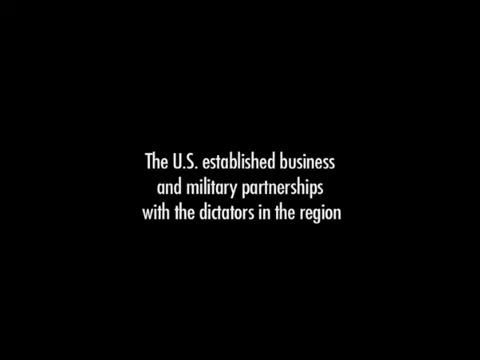 The U.S. established business
and military partnerships
with the dictators in the region